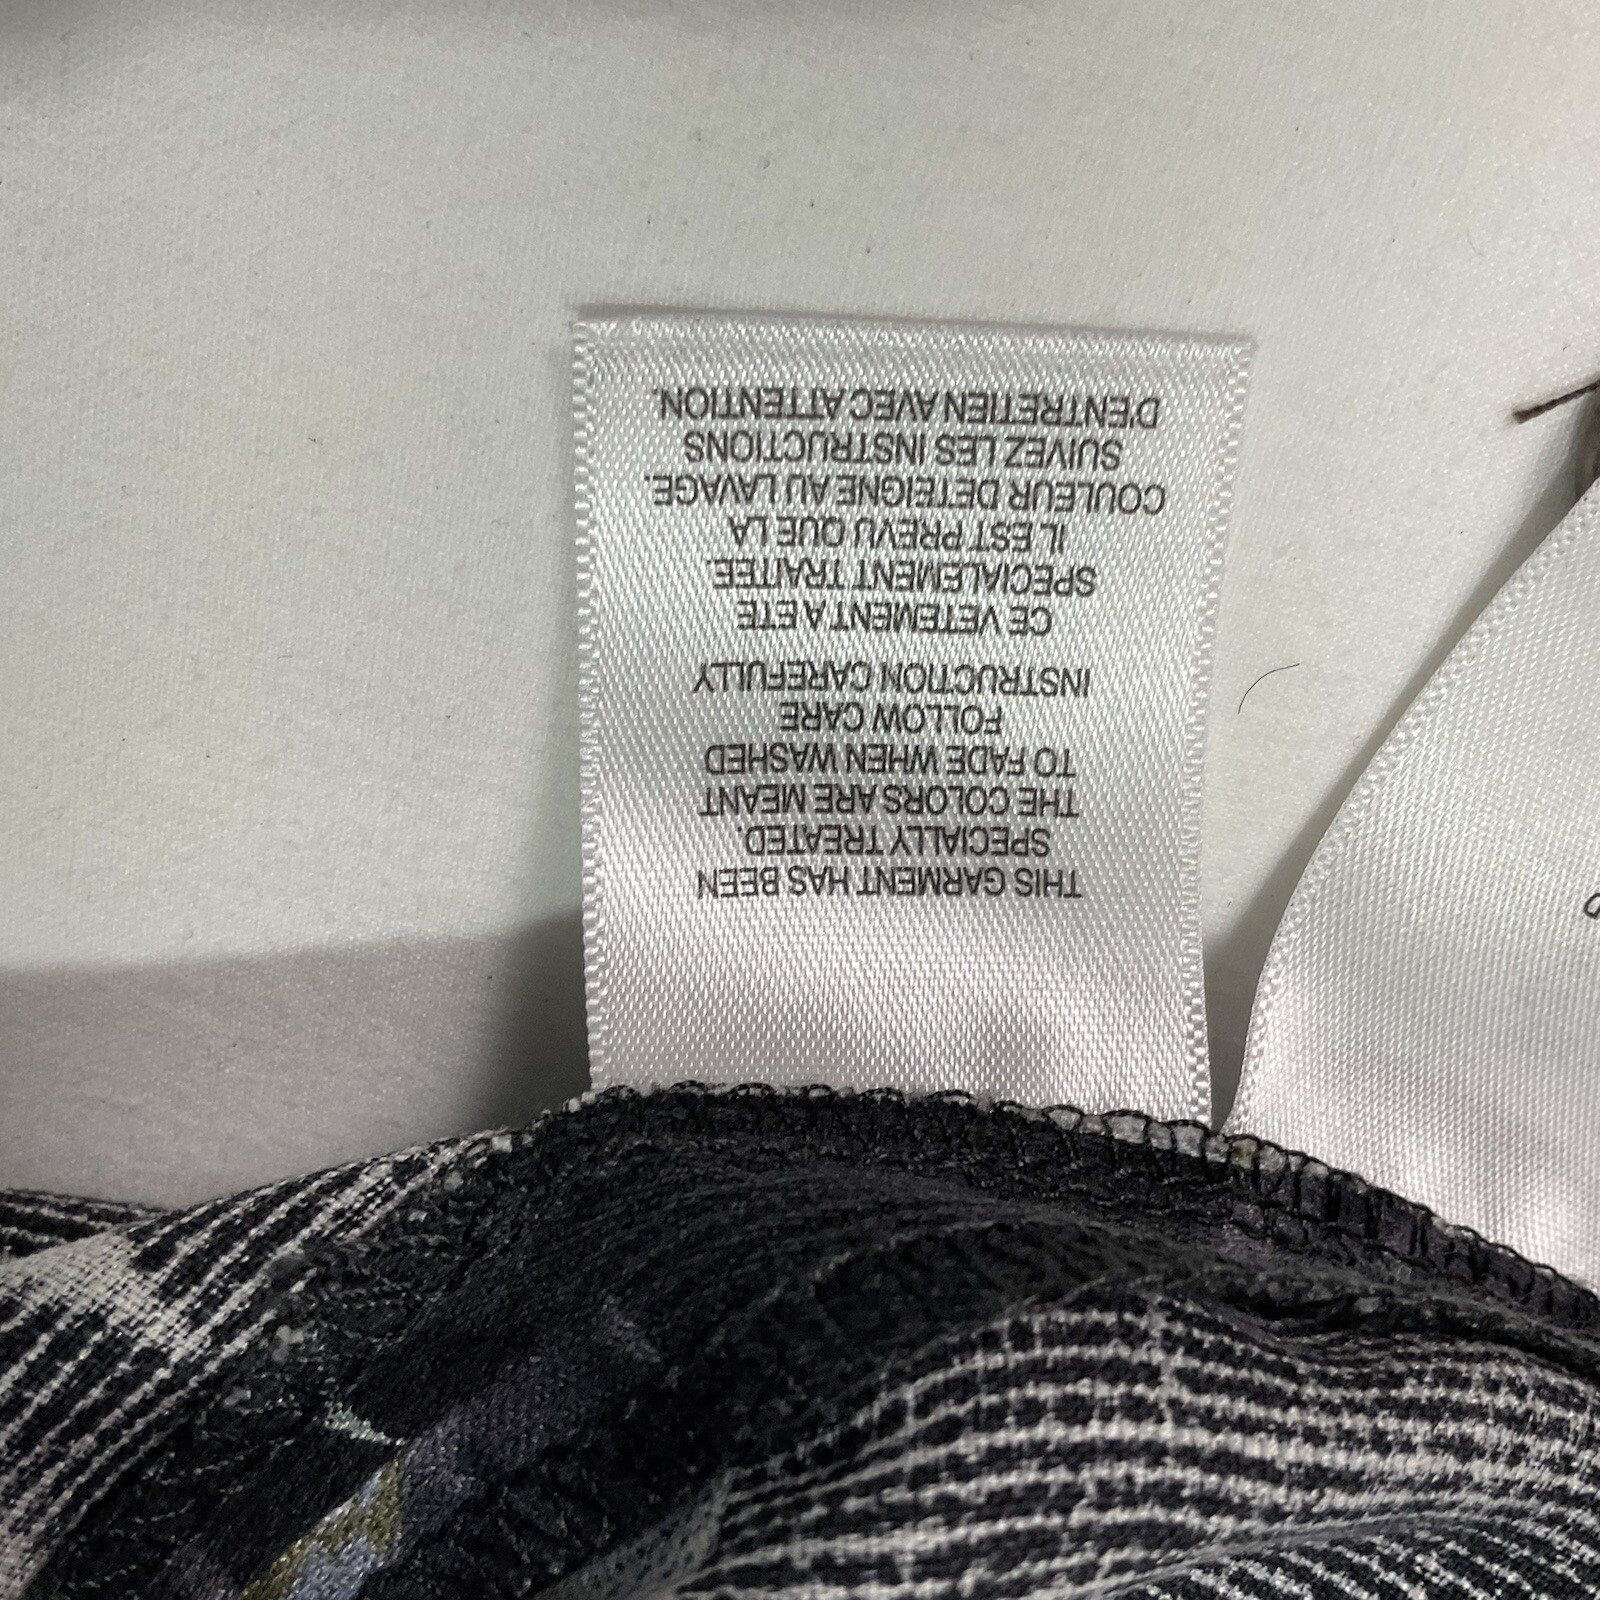 THIS GARMENT HAS BEEN
SPECIALLY TREATED.
THE COLORS ARE MEANT
TO FADE WHEN WASHED
FOLLOW CARE
INSTRUCTION CAREFULLY
CE VETEMENT A ETE
SPECIALEMENT TRAITEE.
IL EST PREVU QUE LA
COULEUR DETEIGNE AU LAVAGE.
SUIVEZ LES INSTRUCTIONS
D'ENTRETIEN AVEC ATTENTION.